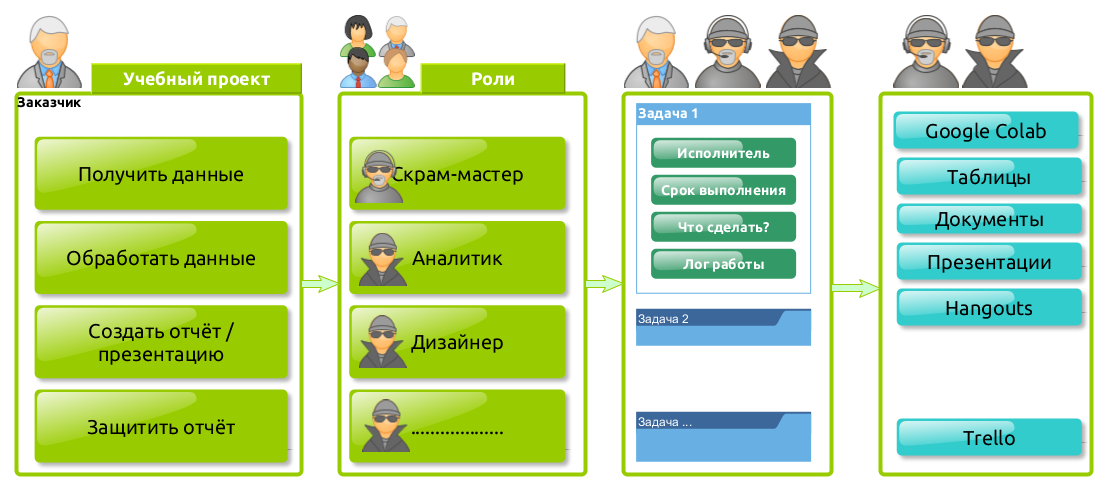 Учебный проект
Заказчик
Получить данные
Обработать данные
Создать отчёт /
презентацию
Защитить отчёт
Роли
Скрам-мастер
Аналитик
Дизайнер
...................
Задача 1
Исполнитель
Срок выполнения
Что сделать?
Лог работы
Задача 2
Задача ...
Google Colab
Таблицы
Документы
Презентации
Hangouts
Trello